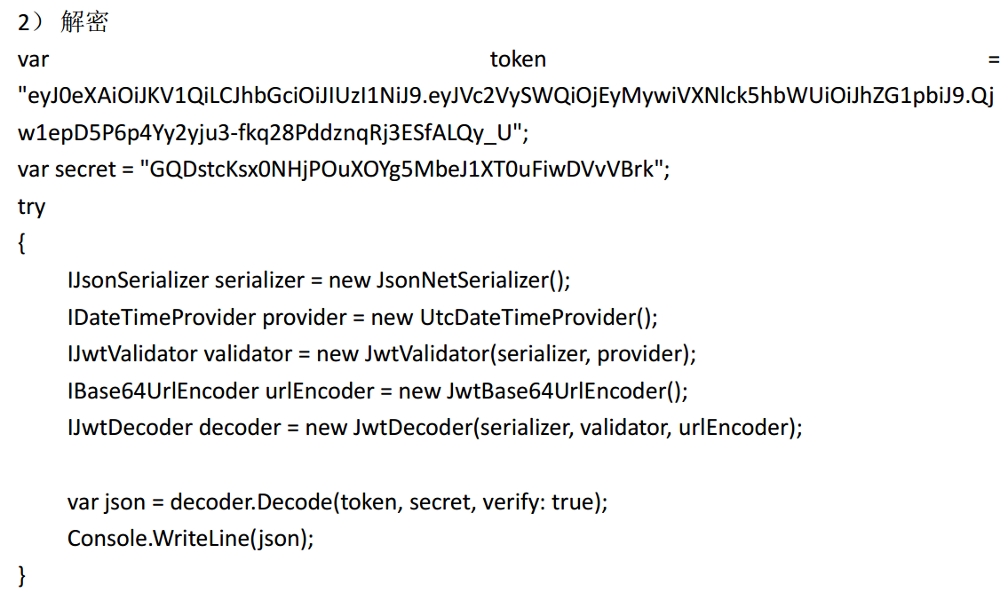 2） 解密
var token =
"eyJ0eXAiOiJKV1QiLCJhbGciOiJIUzI1NiJ9.eyJVc2VySWQiOjEyMywiVXNlck5hbWUiOiJhZG1pbiJ9.Qj
w1epD5P6p4Yy2yju3-fkq28PddznqRj3ESfALQy_U";
var secret = "GQDstcKsx0NHjPOuXOYg5MbeJ1XT0uFiwDVvVBrk";
try
{
IJsonSerializer serializer = new JsonNetSerializer();
IDateTimeProvider provider = new UtcDateTimeProvider();
IJwtValidator validator = new JwtValidator(serializer, provider);
IBase64UrlEncoder urlEncoder = new JwtBase64UrlEncoder();
IJwtDecoder decoder = new JwtDecoder(serializer, validator, urlEncoder);
var json = decoder.Decode(token, secret, verify: true);
Console.WriteLine(json);
}